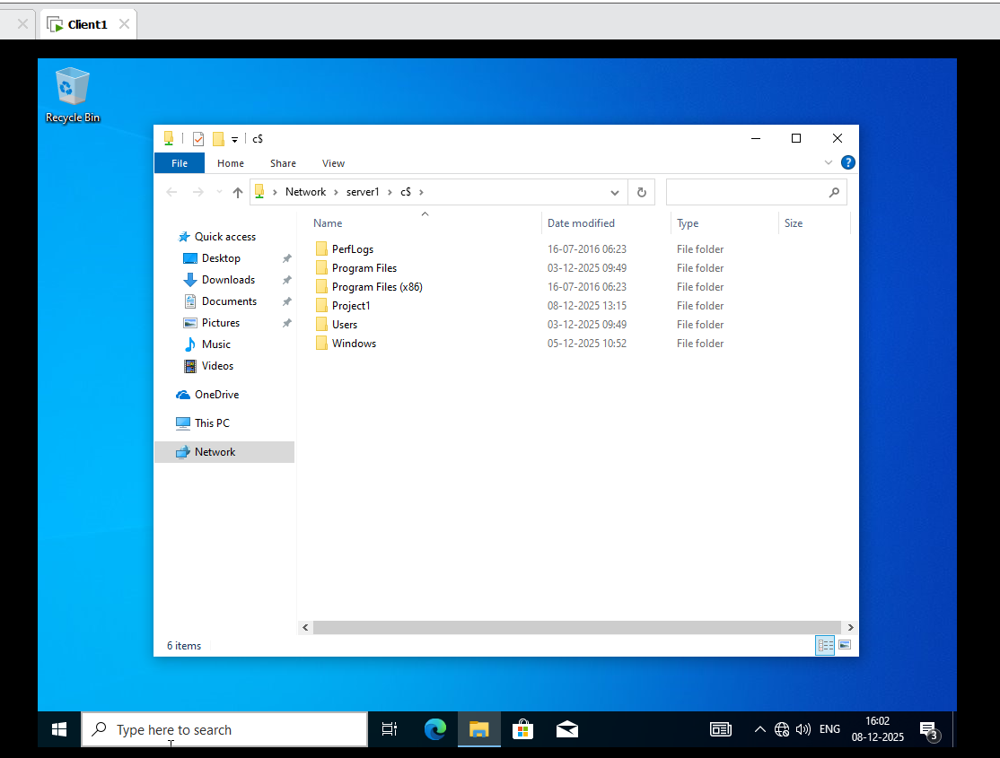 Client1
Recycle Bin
c$
File Home Share View
Network server1 c$
Name Date modified Type Size
Quick access
Desktop
Downloads
Documents
Pictures
Music
Videos
OneDrive
This PC
Network
PerfLogs 16-07-2016 06:23 File folder
Program Files 03-12-2025 09:49 File folder
Program Files (x86) 16-07-2016 06:23 File folder
Project1 08-12-2025 13:15 File folder
Users 03-12-2025 09:49 File folder
Windows 05-12-2025 10:52 File folder
6 items
Type here to search
ENG
16:02
08-12-2025
3